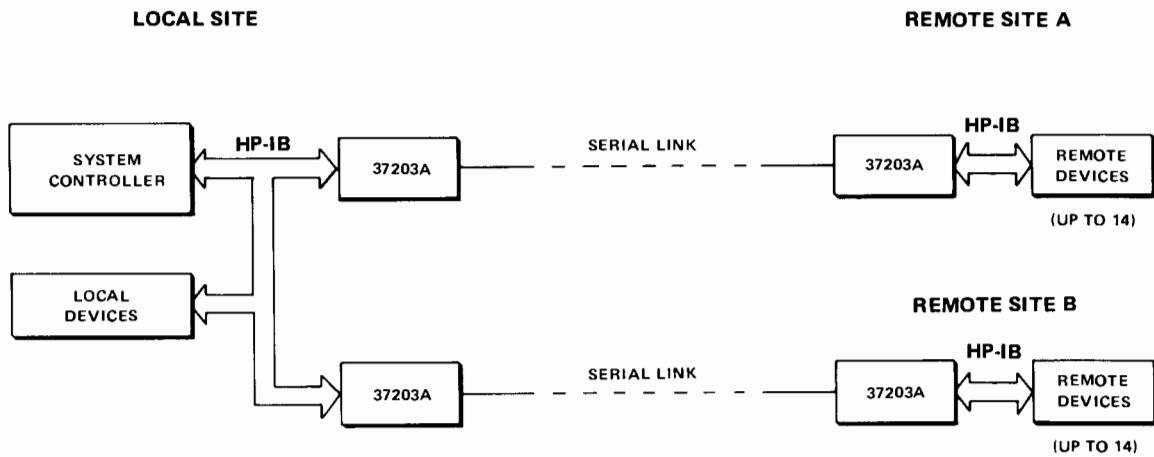 LOCAL SITE
REMOTE SITE A
SYSTEM
CONTROLLER
HP-IB
37203A
SERIAL LINK
37203A
HP-IB
REMOTE
DEVICES
(UP TO 14)
LOCAL
DEVICES
REMOTE SITE B
37203A
SERIAL LINK
37203A
HP-IB
REMOTE
DEVICES
(UP TO 14)